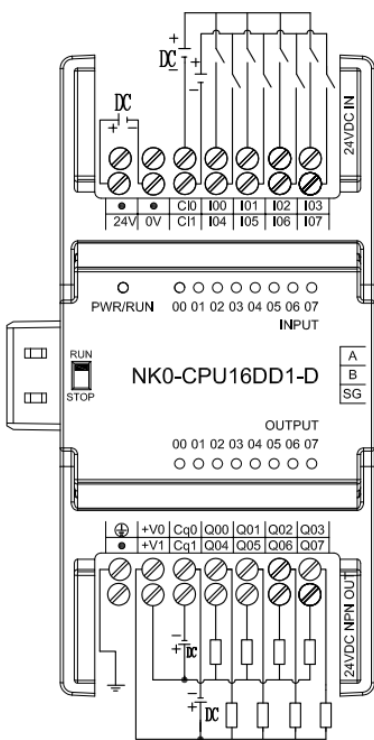 + DC -
+ DC -
+ DC -
24VDC IN
● ● CI0 I00 I01 I02 I03
24V 0V CI1 I04 I05 I06 I07
PWR/RUN
00 01 02 03 04 05 06 07
INPUT
RUN
STOP
NK0-CPU16DD1-D
A
B
SG
OUTPUT
00 01 02 03 04 05 06 07
+V0 Cq0 Q00 Q01 Q02 Q03
● +V1 Cq1 Q04 Q05 Q06 Q07
24VDC NPN OUT
- + DC
- + DC